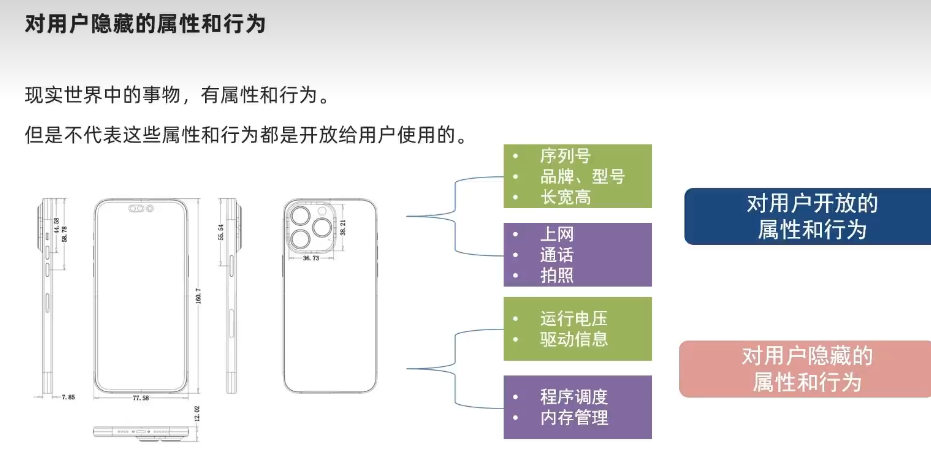 对用户隐藏的属性和行为
现实世界中的事物，有属性和行为。
但是不代表这些属性和行为都是开放给用户使用的。
• 序列号
• 品牌、型号
• 长宽高
• 上网
• 通话
• 拍照
对用户开放的
属性和行为
• 运行电压
• 驱动信息
• 程序调度
• 内存管理
对用户隐藏的
属性和行为
44.58
58.78
55.54
38.21
36.73
160.7
7.85
77.58
12.02